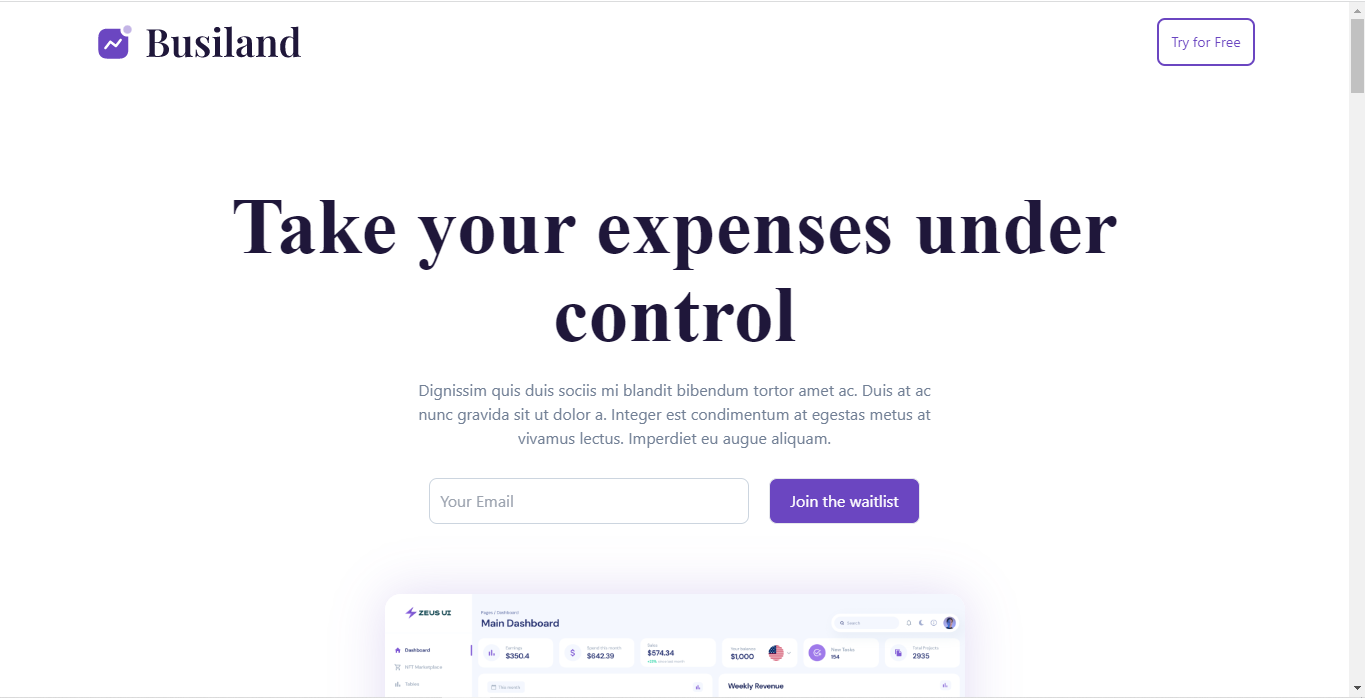 Busiland
Try for Free
Take your expenses under
control
Dignissim quis duis sociis mi blandit bibendum tortor amet ac. Duis at ac
nunc gravida sit ut dolor a. Integer est condimentum at egestas metus at
vivamus lectus. Imperdiet eu augue aliquam.
Your Email
Join the waitlist
ZEUS UI
Pages / Dashboard
Main Dashboard
Search
Dashboard
NFT Marketplace
Tables
Earnings
$350.4
Spend this month
$642.39
Sales
$574.34
+23% since last month
Your balance
$1,000
New Tasks
154
Total Projects
2935
This month
Weekly Revenue